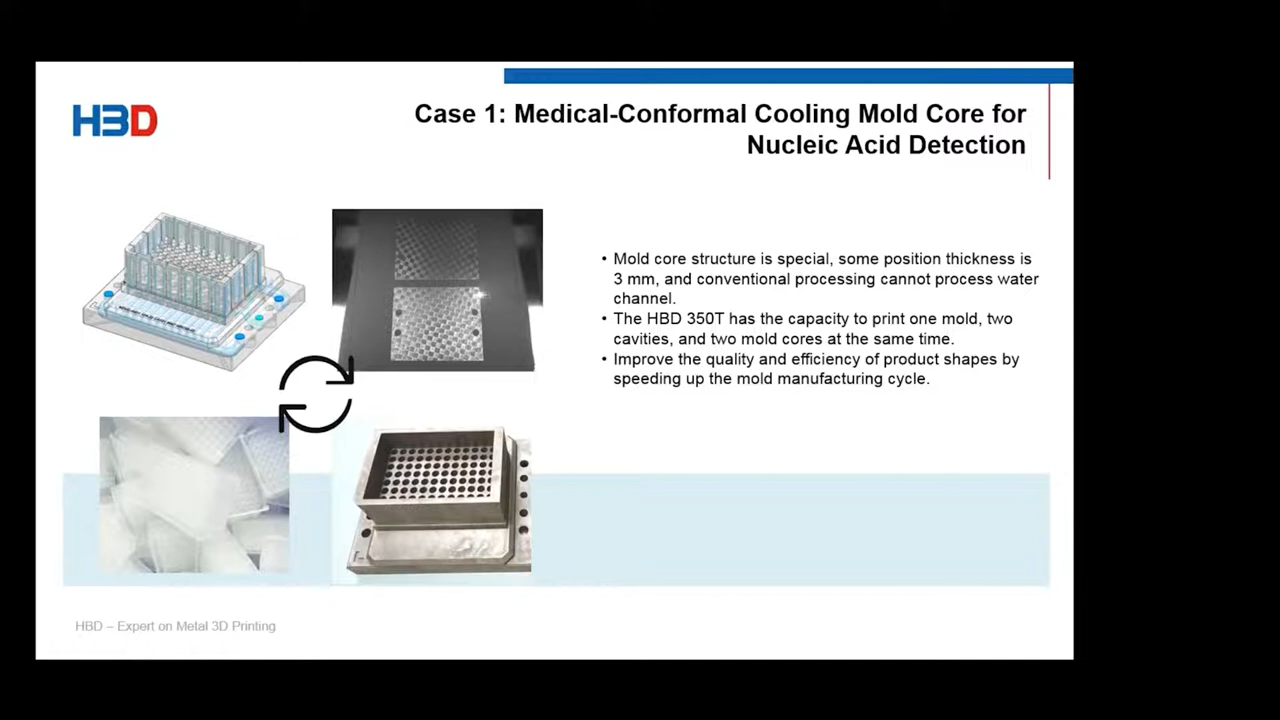 HBD
Case 1: Medical-Conformal Cooling Mold Core for
Nucleic Acid Detection
• Mold core structure is special, some position thickness is
3 mm, and conventional processing cannot process water
channel.
• The HBD 350T has the capacity to print one mold, two
cavities, and two mold cores at the same time.
• Improve the quality and efficiency of product shapes by
speeding up the mold manufacturing cycle.
HBD – Expert on Metal 3D Printing